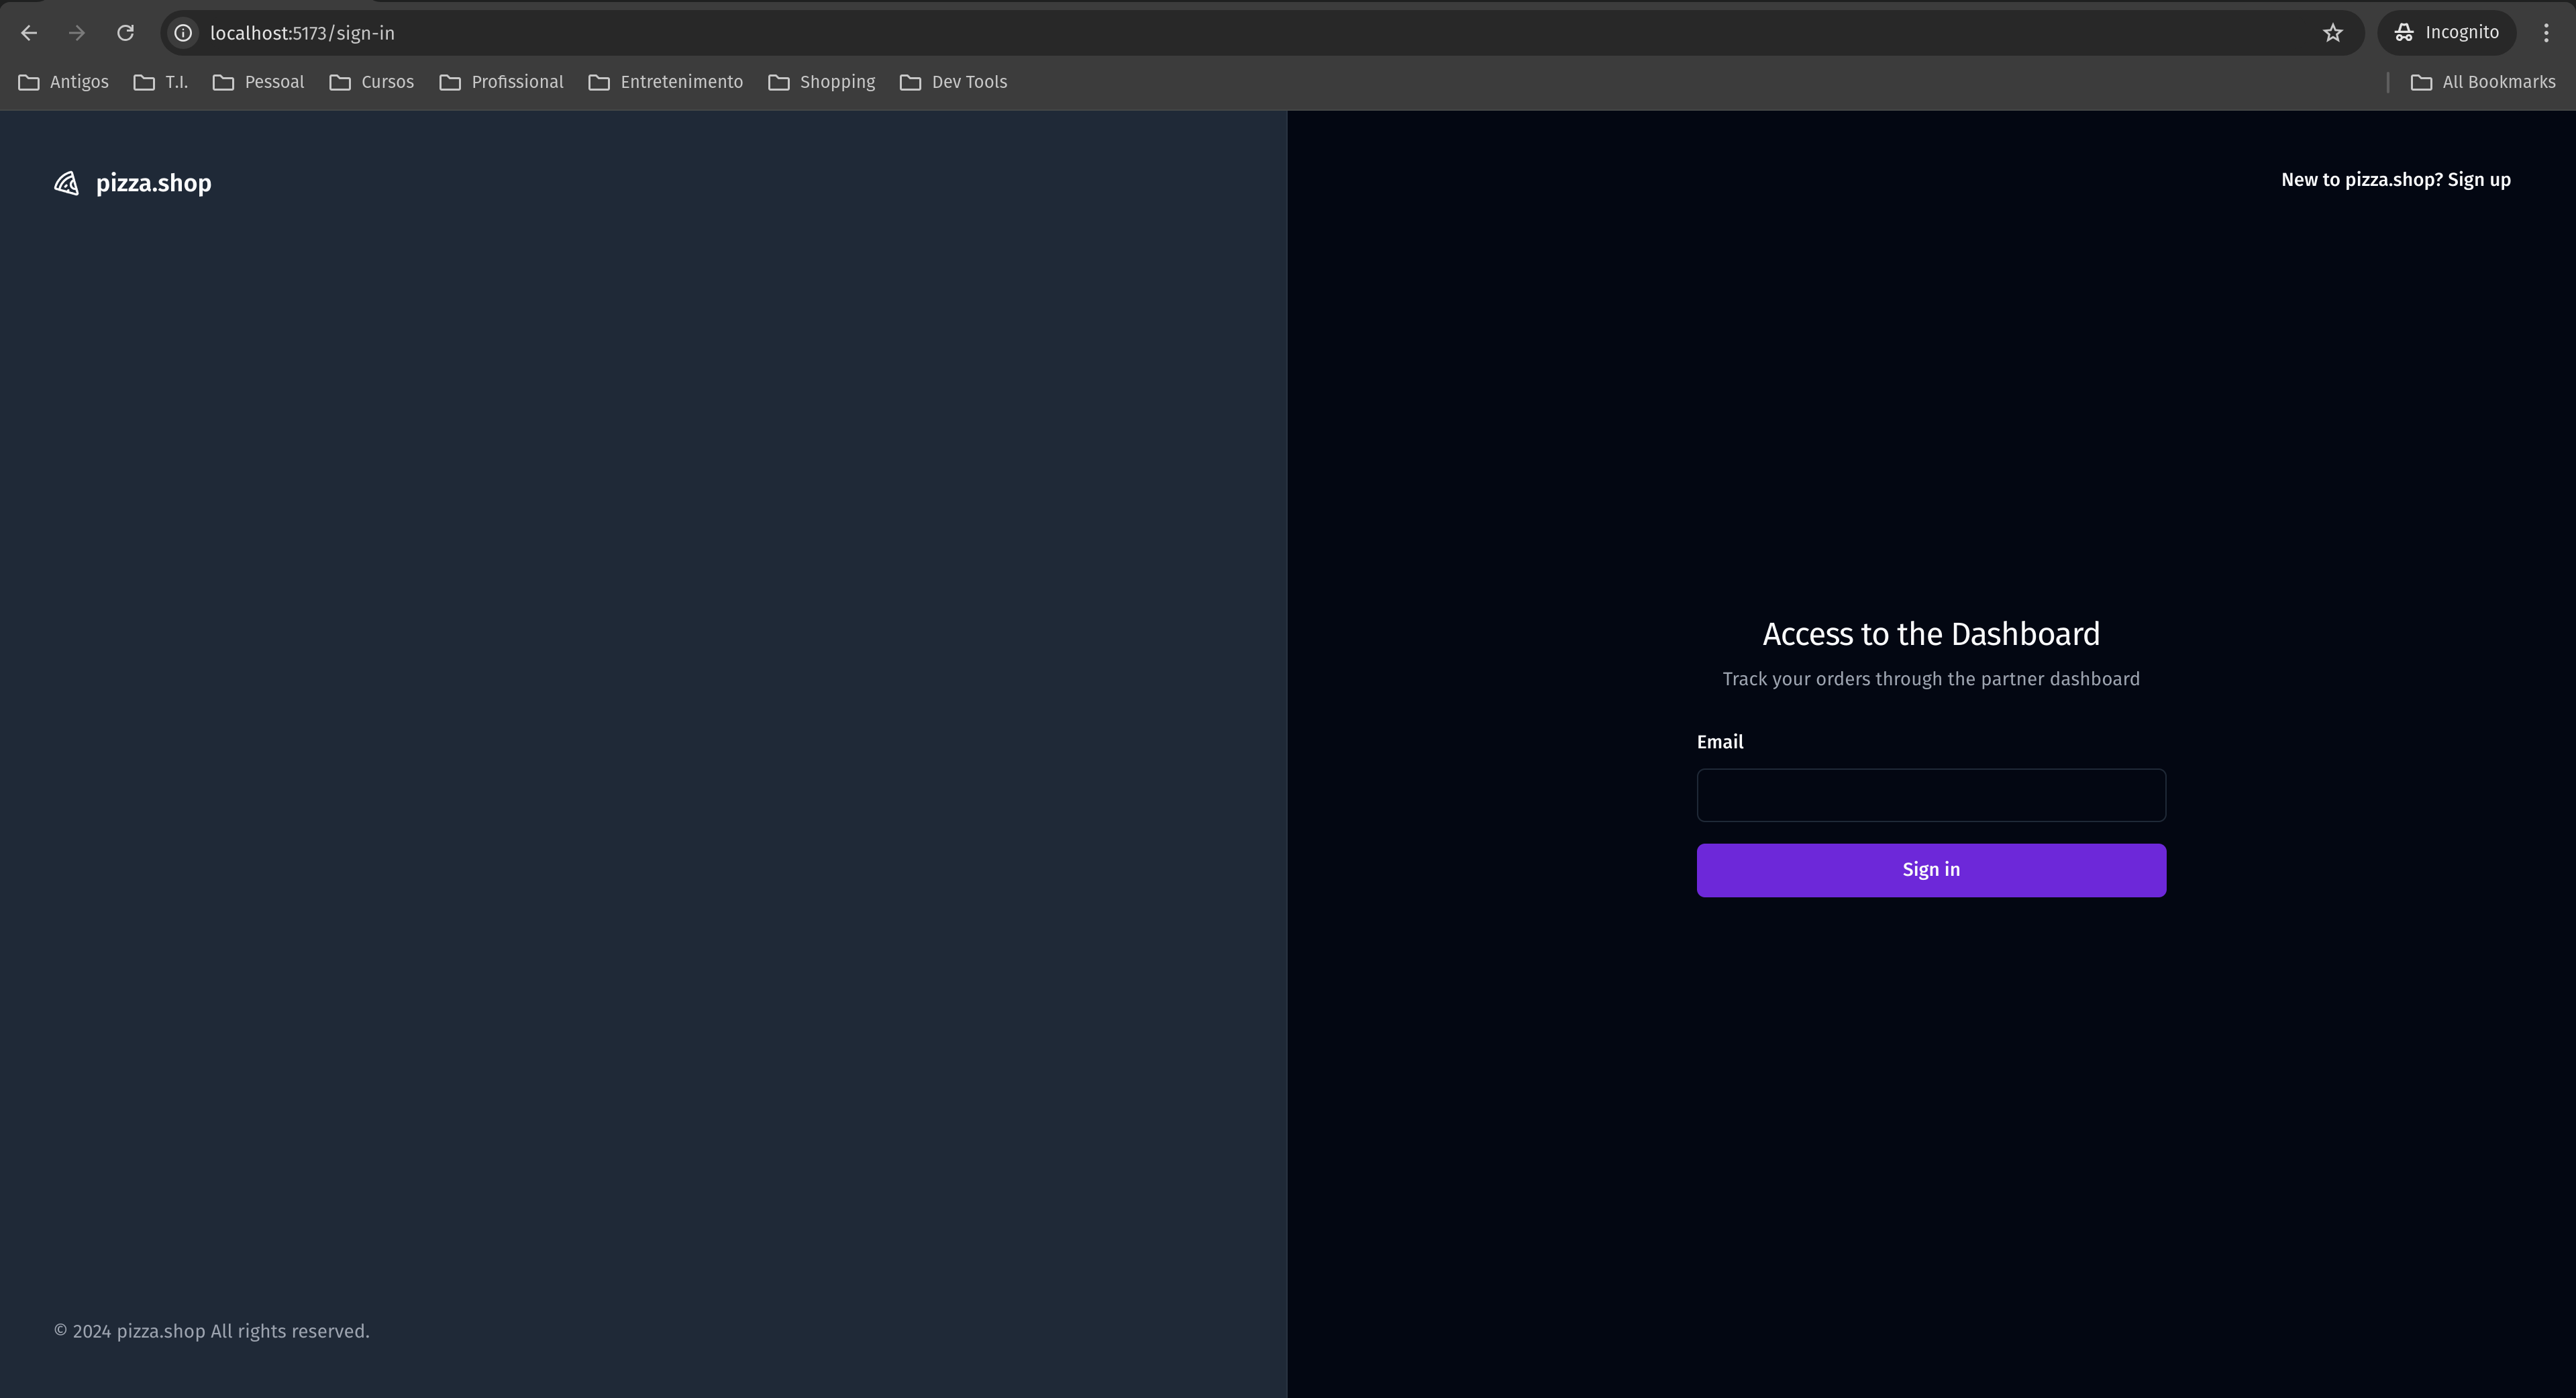 localhost:5173/sign-in
Incognito
Antigos T.I. Pessoal Cursos Profissional Entretenimento Shopping Dev Tools All Bookmarks
pizza.shop
New to pizza.shop? Sign up
Access to the Dashboard
Track your orders through the partner dashboard
Email
Sign in
© 2024 pizza.shop All rights reserved.